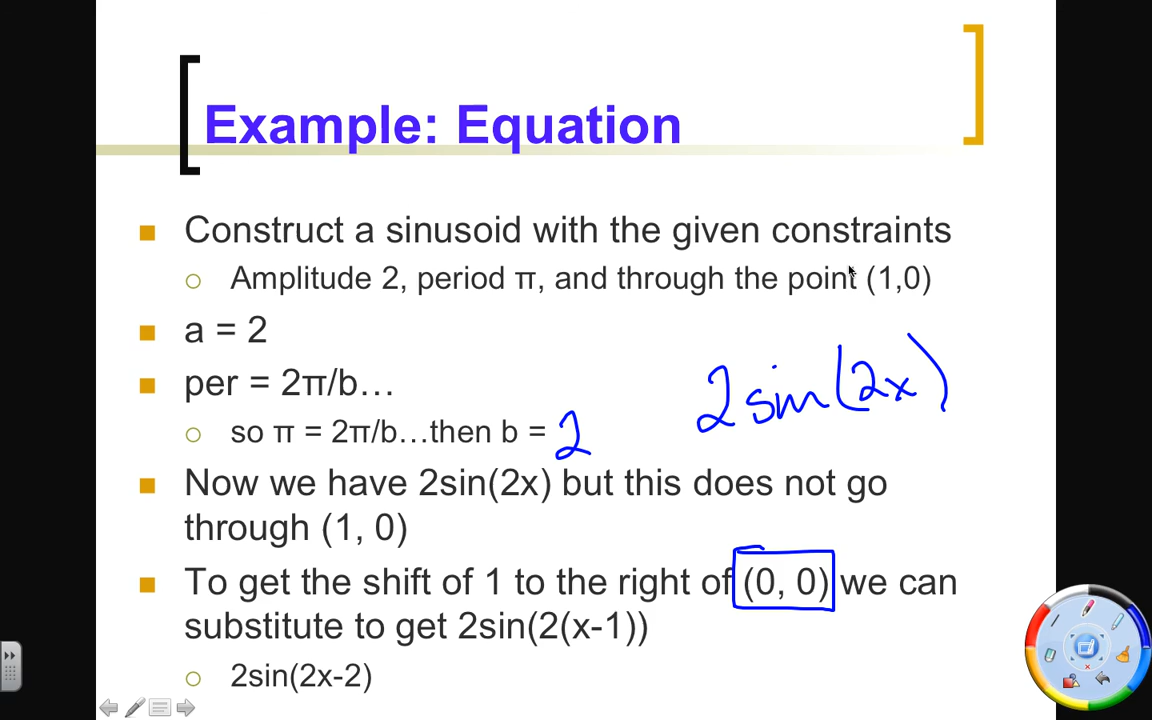 Example: Equation
Construct a sinusoid with the given constraints
Amplitude 2, period π, and through the point (1,0)
a = 2
per = 2π/b…
2sin(2x)
so π = 2π/b…then b = 2
Now we have 2sin(2x) but this does not go
through (1, 0)
To get the shift of 1 to the right of (0, 0) we can
substitute to get 2sin(2(x-1))
2sin(2x-2)